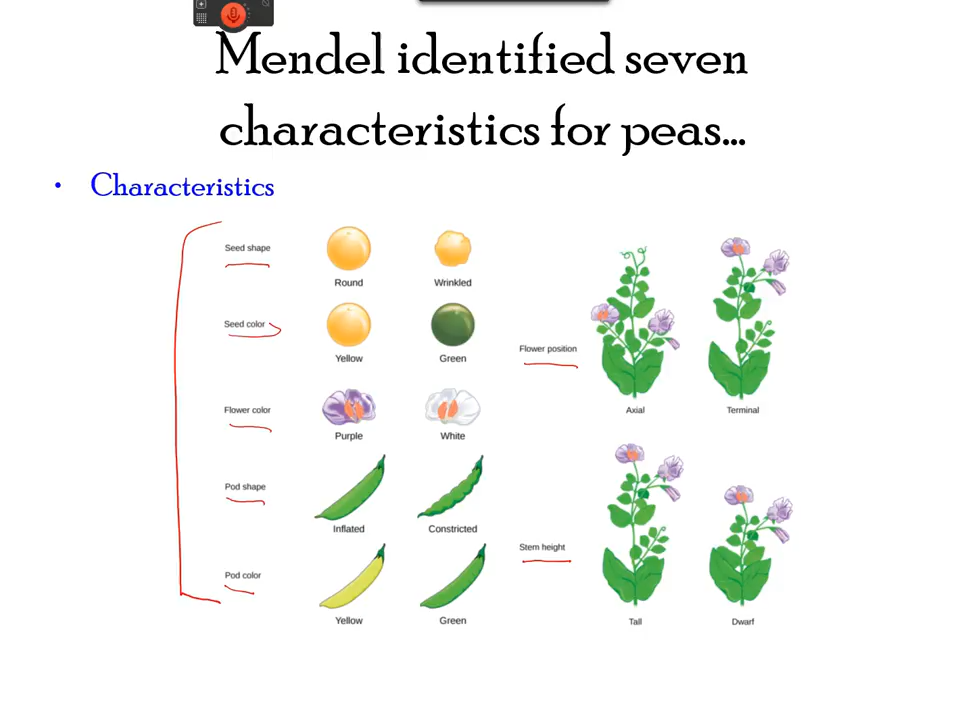 Mendel identified seven
characteristics for peas...
• Characteristics
Seed shape
Round
Wrinkled
Seed color
Yellow
Green
Flower color
Purple
White
Pod shape
Inflated
Constricted
Pod color
Yellow
Green
Flower position
Axial
Terminal
Stem height
Tall
Dwarf